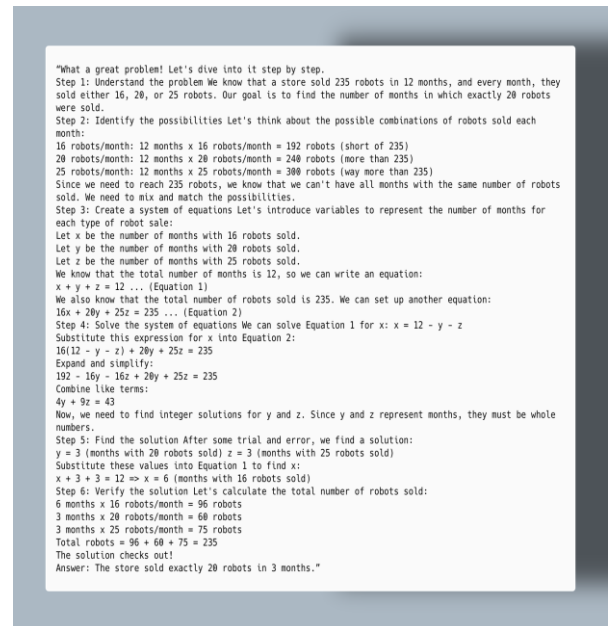 "What a great problem! Let's dive into it step by step.
Step 1: Understand the problem We know that a store sold 235 robots in 12 months, and every month, they
sold either 16, 20, or 25 robots. Our goal is to find the number of months in which exactly 20 robots
were sold.
Step 2: Identify the possibilities Let's think about the possible combinations of robots sold each
month:
16 robots/month: 12 months x 16 robots/month = 192 robots (short of 235)
20 robots/month: 12 months x 20 robots/month = 240 robots (more than 235)
25 robots/month: 12 months x 25 robots/month = 300 robots (way more than 235)
Since we need to reach 235 robots, we know that we can't have all months with the same number of robots
sold. We need to mix and match the possibilities.
Step 3: Create a system of equations Let's introduce variables to represent the number of months for
each type of robot sale:
Let x be the number of months with 16 robots sold.
Let y be the number of months with 20 robots sold.
Let z be the number of months with 25 robots sold.
We know that the total number of months is 12, so we can write an equation:
x + y + z = 12 ... (Equation 1)
We also know that the total number of robots sold is 235. We can set up another equation:
16x + 20y + 25z = 235 ... (Equation 2)
Step 4: Solve the system of equations We can solve Equation 1 for x: x = 12 - y - z
Substitute this expression for x into Equation 2:
16(12 - y - z) + 20y + 25z = 235
Expand and simplify:
192 - 16y - 16z + 20y + 25z = 235
Combine like terms:
4y + 9z = 43
Now, we need to find integer solutions for y and z. Since y and z represent months, they must be whole
numbers.
Step 5: Find the solution After some trial and error, we find a solution:
y = 3 (months with 20 robots sold) z = 3 (months with 25 robots sold)
Substitute these values into Equation 1 to find x:
x + 3 + 3 = 12 => x = 6 (months with 16 robots sold)
Step 6: Verify the solution Let's calculate the total number of robots sold:
6 months x 16 robots/month = 96 robots
3 months x 20 robots/month = 60 robots
3 months x 25 robots/month = 75 robots
Total robots = 96 + 60 + 75 = 235
The solution checks out!
Answer: The store sold exactly 20 robots in 3 months."